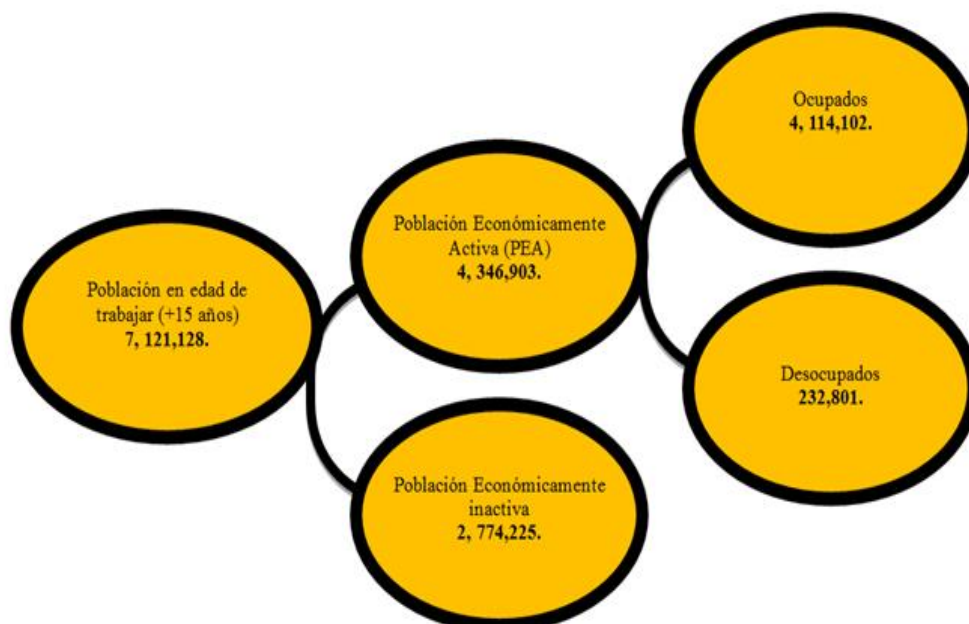 Población en edad de
trabajar (+15 años)
7, 121,128.
Población Económicamente
Activa (PEA)
4, 346,903.
Población Económicamente
inactiva
2, 774,225.
Ocupados
4, 114,102.
Desocupados
232,801.